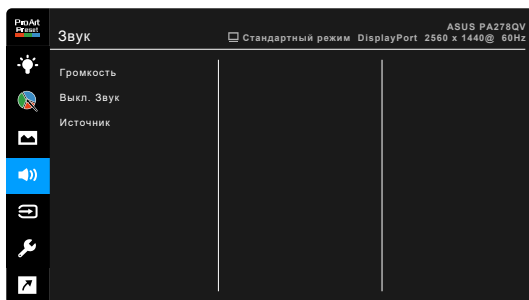 ProArt
Preset
Звук
ASUS PA278QV
Стандартный режим DisplayPort 2560 x 1440@ 60Hz
Громкость
Выкл. Звук
Источник